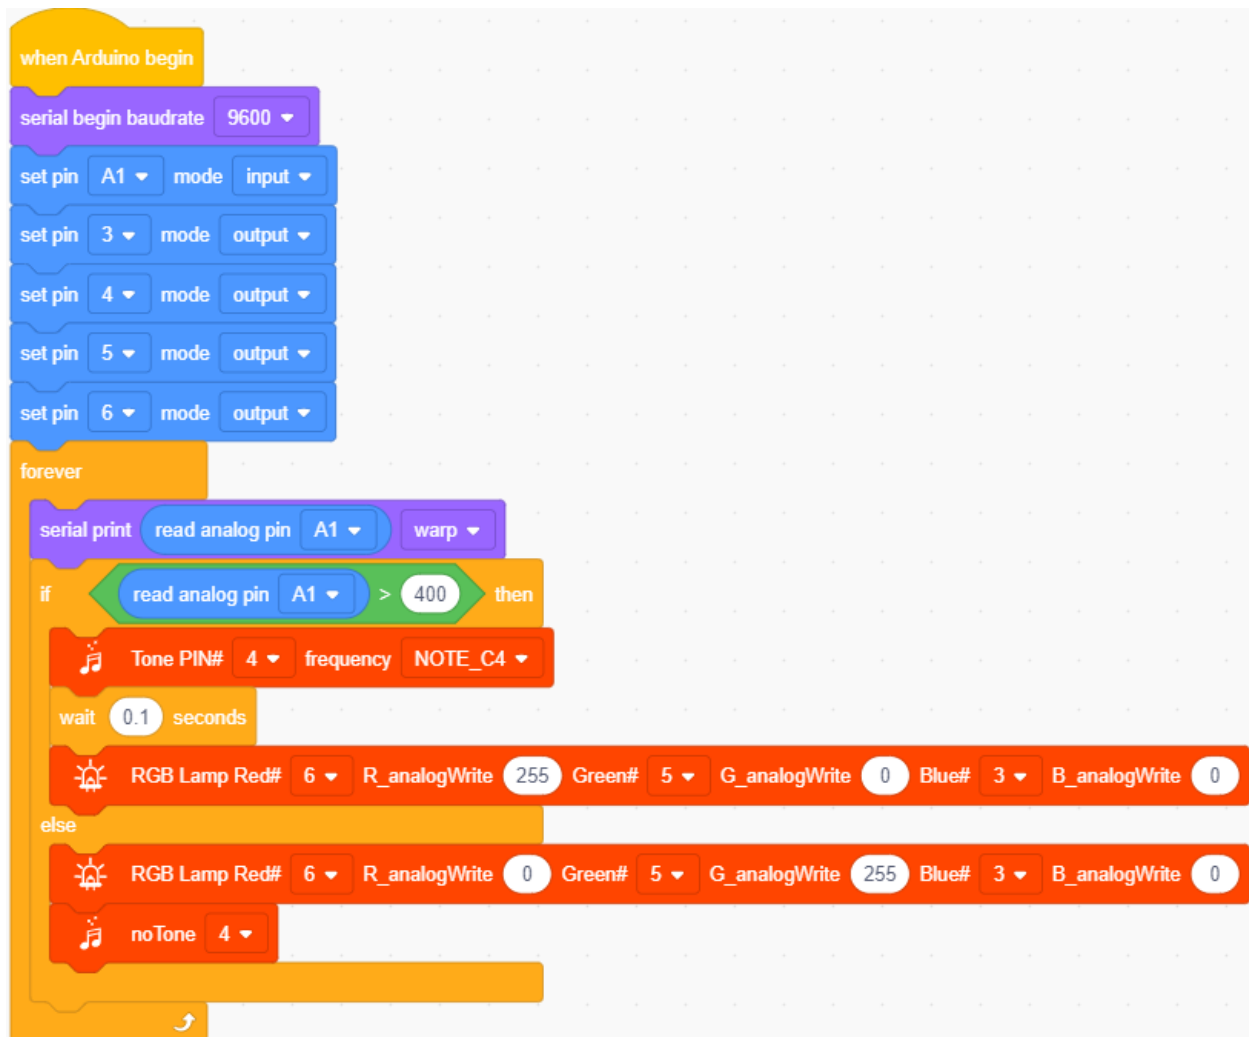 when Arduino begin
serial begin baudrate 9600
set pin A1 mode input
set pin 3 mode output
set pin 4 mode output
set pin 5 mode output
set pin 6 mode output
forever
serial print read analog pin A1 warp
if read analog pin A1 > 400 then
Tone PIN# 4 frequency NOTE_C4
wait 0.1 seconds
RGB Lamp Red# 6 R_analogWrite 255 Green# 5 G_analogWrite 0 Blue# 3 B_analogWrite 0
else
RGB Lamp Red# 6 R_analogWrite 0 Green# 5 G_analogWrite 255 Blue# 3 B_analogWrite 0
noTone 4